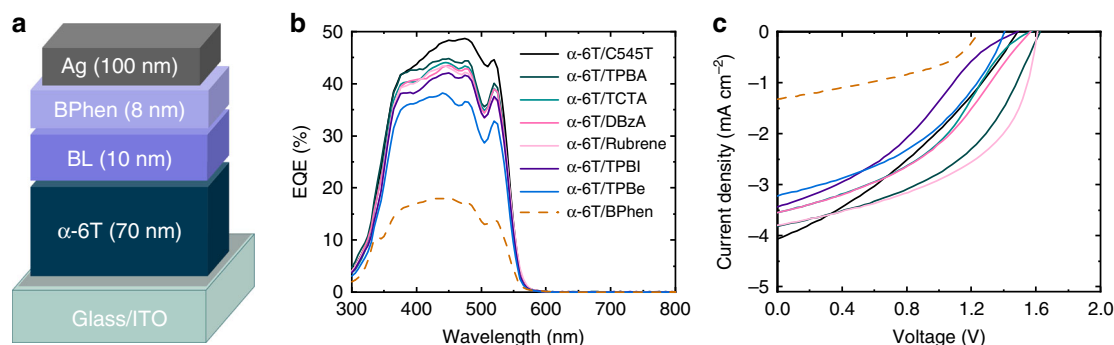 a
Ag (100 nm)
BPhen (8 nm)
BL (10 nm)
α-6T (70 nm)
Glass/ITO
b
50
40
30
20
10
0
EQE (%)
300
400
500
600
700
800
Wavelength (nm)
α-6T/C545T
α-6T/TPBA
α-6T/TCTA
α-6T/DBzA
α-6T/Rubrene
α-6T/TPBI
α-6T/TPBe
α-6T/BPhen
c
0
−1
−2
−3
−4
−5
Current density (mA cm⁻²)
0.0
0.4
0.8
1.2
1.6
2.0
Voltage (V)